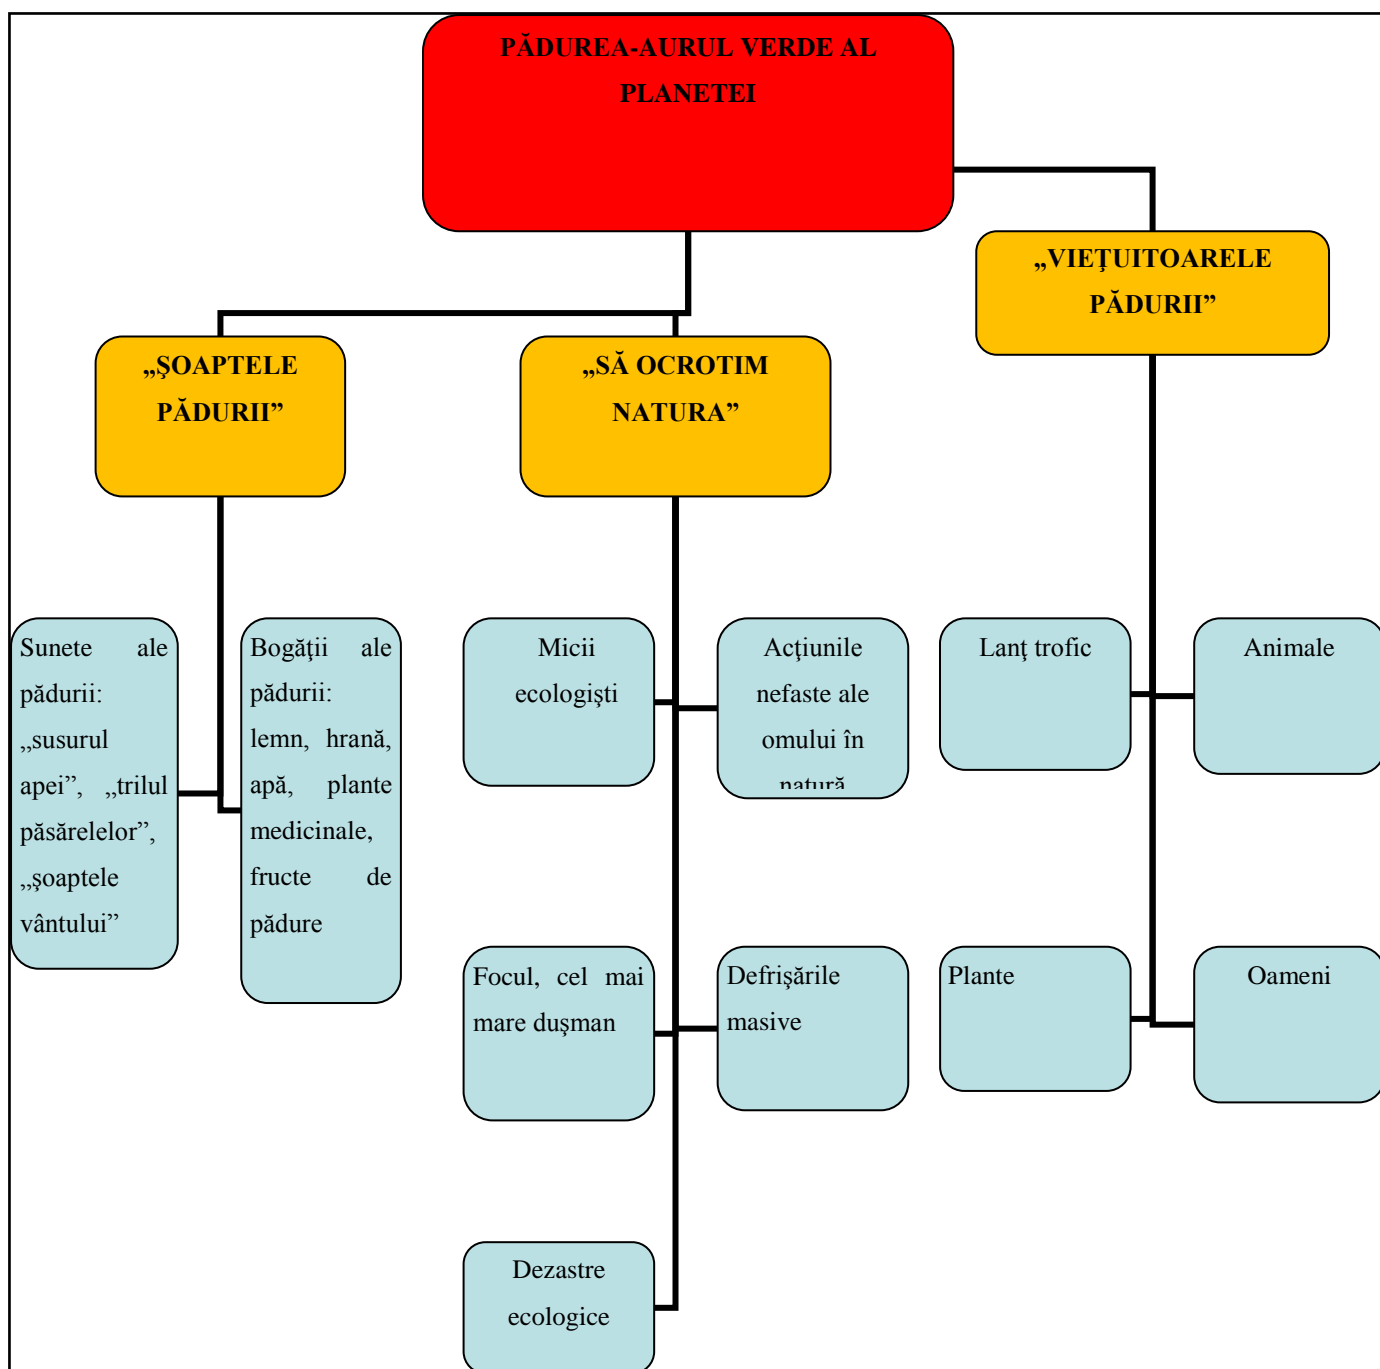 PĂDUREA-AURUL VERDE AL
PLANETEI
„VIEŢUITOARELE
PĂDURII”
„ŞOAPTELE
PĂDURII”
„SĂ OCROTIM
NATURA”
Sunete ale
pădurii:
„susurul
apei”, „trilul
păsărelelor”,
„şoaptele
vântului”
Bogăţii ale
pădurii:
lemn, hrană,
apă, plante
medicinale,
fructe de
pădure
Micii
ecologişti
Acţiunile
nefaste ale
omului în
natură
Lanţ trofic
Animale
Focul, cel mai
mare duşman
Defrişările
masive
Plante
Oameni
Dezastre
ecologice